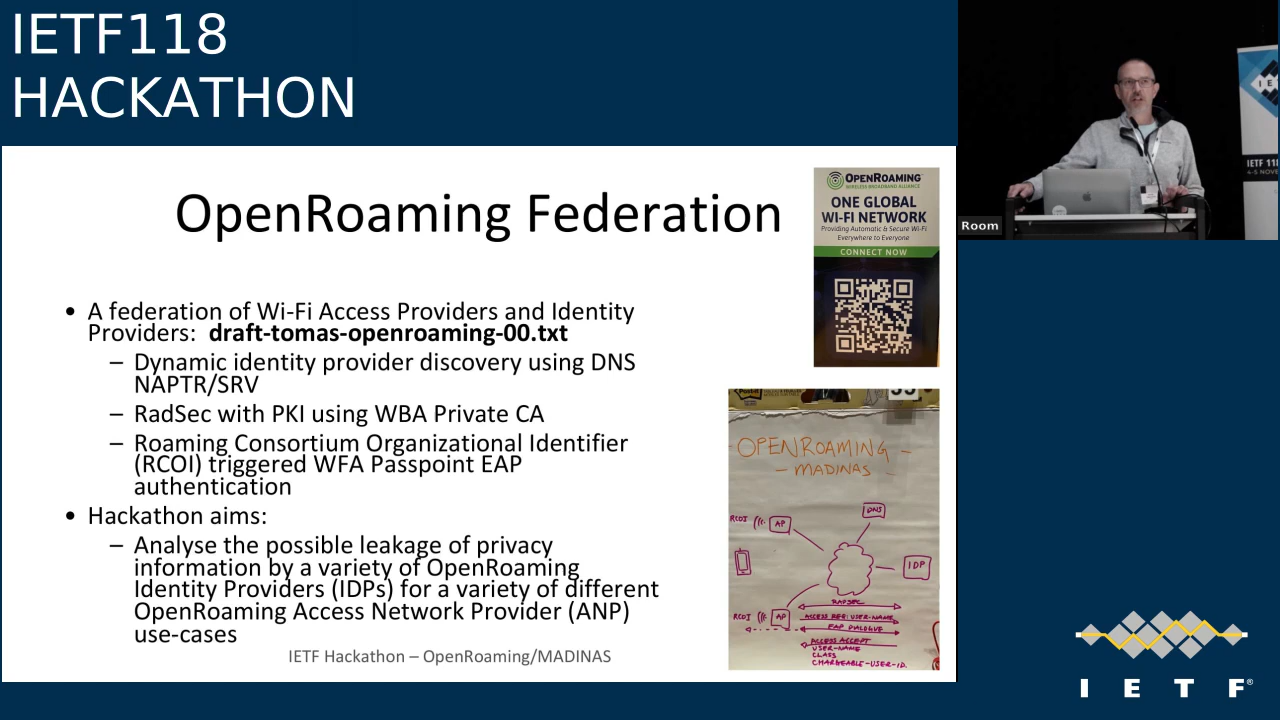 IETF118
HACKATHON
OpenRoaming Federation
OPENROAMING
WIRELESS BROADBAND ALLIANCE
ONE GLOBAL
WI-FI NETWORK
Providing Automatic & Secure Wi-Fi
Everywhere to Everyone
CONNECT NOW
• A federation of Wi-Fi Access Providers and Identity
Providers: draft-tomas-openroaming-00.txt
– Dynamic identity provider discovery using DNS
NAPTR/SRV
– RadSec with PKI using WBA Private CA
– Roaming Consortium Organizational Identifier
(RCOI) triggered WFA Passpoint EAP
authentication
• Hackathon aims:
– Analyse the possible leakage of privacy
information by a variety of OpenRoaming
Identity Providers (IDPs) for a variety of different
OpenRoaming Access Network Provider (ANP)
use-cases
IETF Hackathon – OpenRoaming/MADINAS
Post-it
OPENROAMING -
- MADINAS -
DNS
RCOI
AP
IDP
RADSEC
RCOI
AP
ACCESS REQ: USER-NAME
EAP DIALOGUE
ACCESS ACCEPT
USER-NAME
CLASS
CHARGEABLE-USER-ID
Room
IETF 118
IETF®